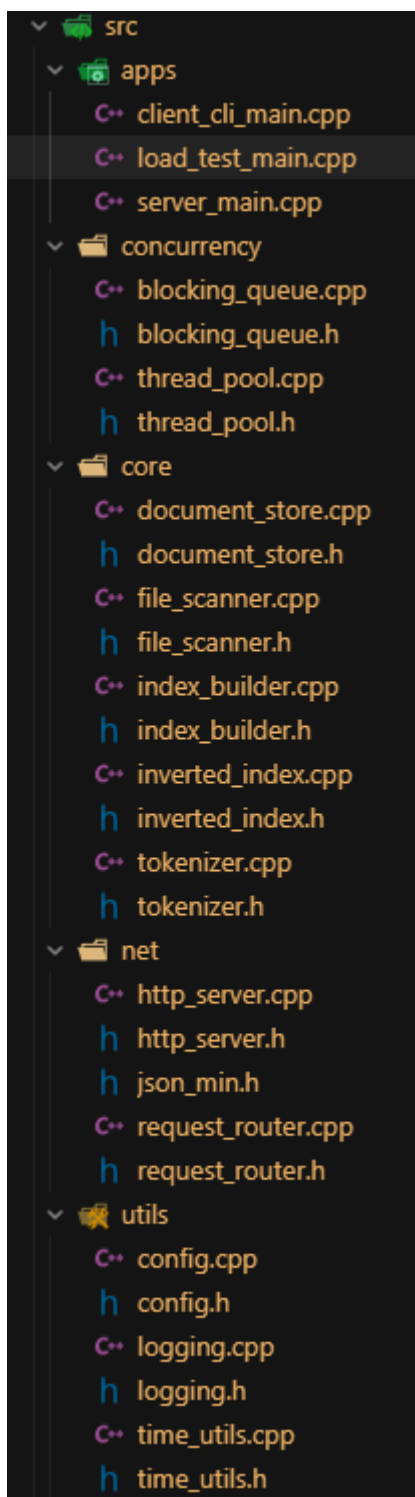 src
apps
C++ client_cli_main.cpp
C++ load_test_main.cpp
C++ server_main.cpp
concurrency
C++ blocking_queue.cpp
h blocking_queue.h
C++ thread_pool.cpp
h thread_pool.h
core
C++ document_store.cpp
h document_store.h
C++ file_scanner.cpp
h file_scanner.h
C++ index_builder.cpp
h index_builder.h
C++ inverted_index.cpp
h inverted_index.h
C++ tokenizer.cpp
h tokenizer.h
net
C++ http_server.cpp
h http_server.h
h json_min.h
C++ request_router.cpp
h request_router.h
utils
C++ config.cpp
h config.h
C++ logging.cpp
h logging.h
C++ time_utils.cpp
h time_utils.h